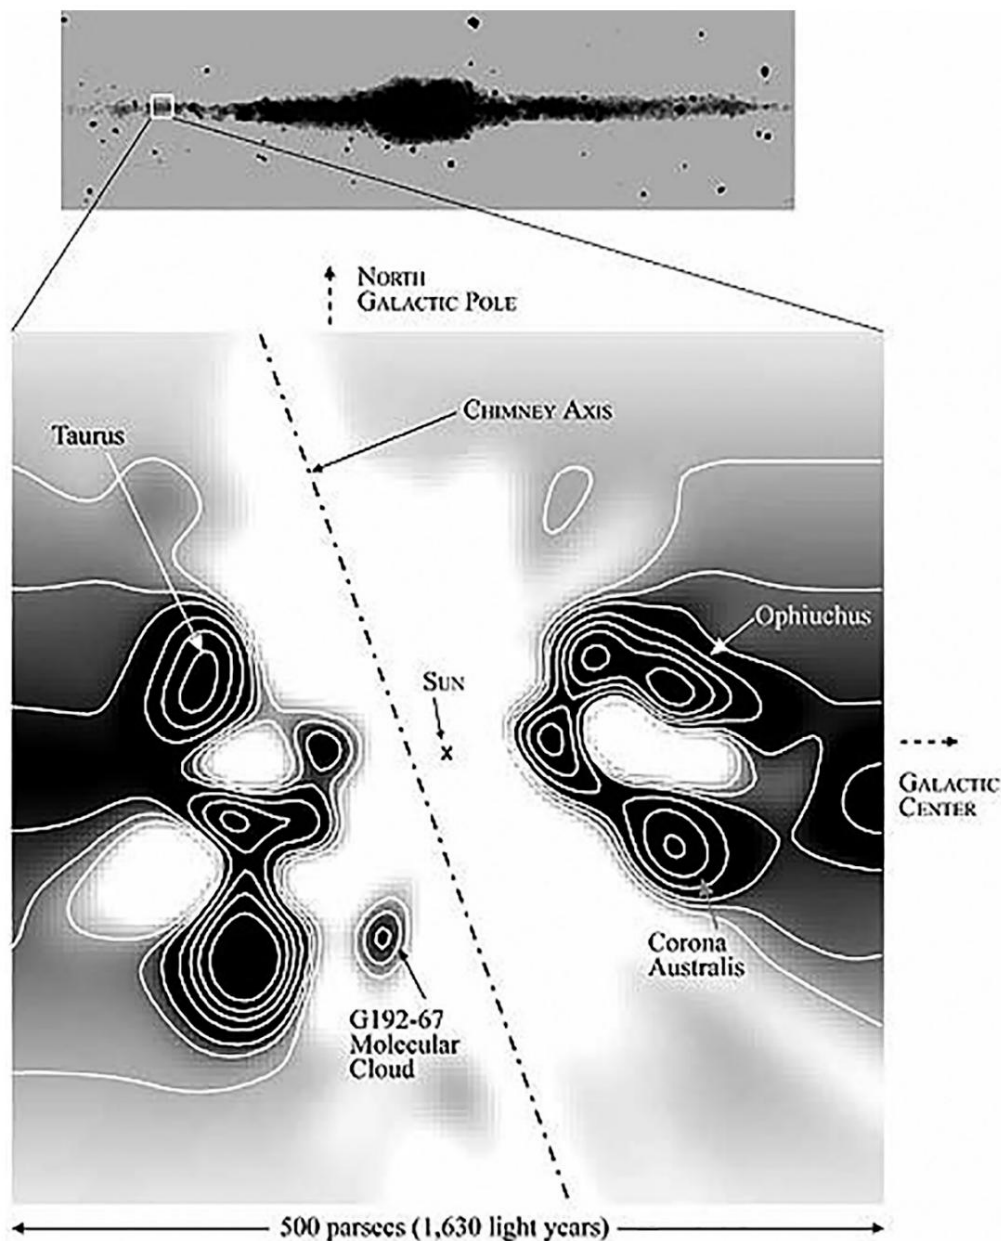 NORTH
GALACTIC POLE
CHIMNEY AXIS
Taurus
Ophiuchus
SUN
x
GALACTIC
CENTER
Corona
Australis
G192-67
Molecular
Cloud
500 parsecs (1,630 light years)